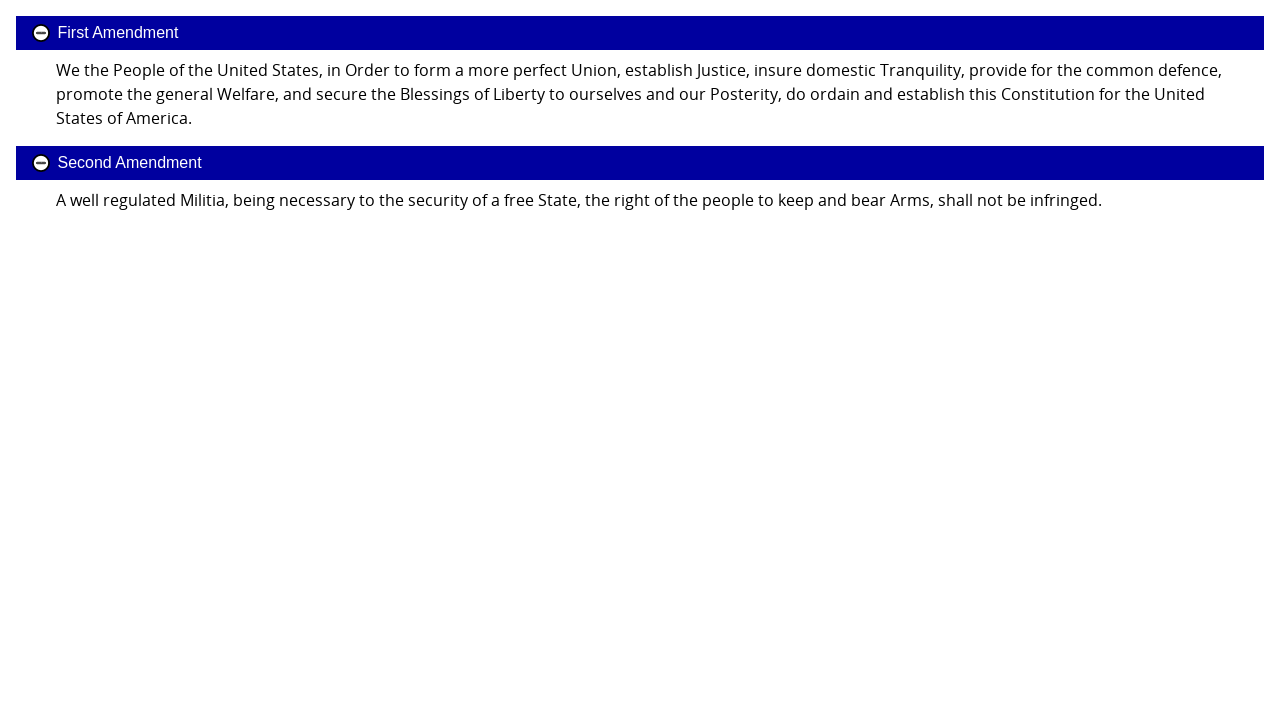 First Amendment
We the People of the United States, in Order to form a more perfect Union, establish Justice, insure domestic Tranquility, provide for the common defence,
promote the general Welfare, and secure the Blessings of Liberty to ourselves and our Posterity, do ordain and establish this Constitution for the United
States of America.
Second Amendment
A well regulated Militia, being necessary to the security of a free State, the right of the people to keep and bear Arms, shall not be infringed.